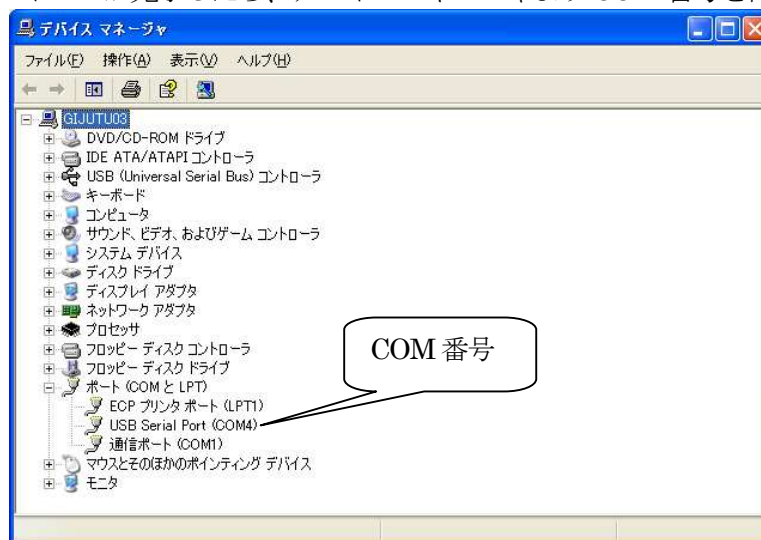 デバイス マネージャ
ファイル(F) 操作(A) 表示(V) ヘルプ(H)
GIJUTU03
DVD/CD-ROM ドライブ
IDE ATA/ATAPI コントローラ
USB (Universal Serial Bus) コントローラ
キーボード
コンピュータ
サウンド、ビデオ、およびゲーム コントローラ
システム デバイス
ディスク ドライブ
ディスプレイ アダプタ
ネットワーク アダプタ
プロセッサ
フロッピー ディスク コントローラ
フロッピー ディスク ドライブ
ポート (COM と LPT)
ECP プリンタ ポート (LPT1)
USB Serial Port (COM4)
通信ポート (COM1)
マウスとそのほかのポインティング デバイス
モニタ
COM 番号